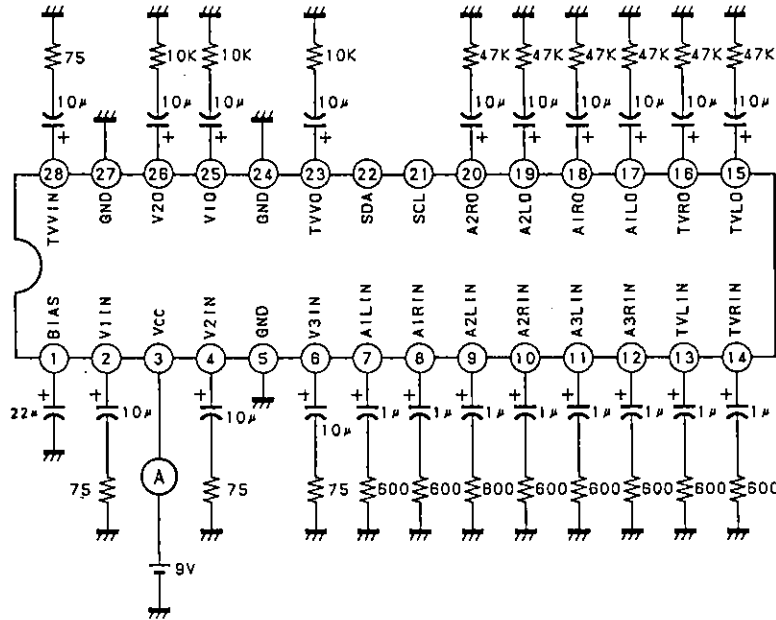 75 10K 10K 10K 47K 47K 47K 47K 47K 47K
10μ 10μ 10μ 10μ 10μ 10μ 10μ 10μ 10μ 10μ
+ + + + + + + + + +
28 27 26 25 24 23 22 21 20 19 18 17 16 15
TVVIN GND V2O V1O GND TVVO SDA SCL A2RO A2LO A1RO A1LO TVRO TVLO
BIAS V1IN VCC V2IN GND V3IN A1LIN A1RIN A2LIN A2RIN A3LIN A3RIN TVLIN TVRIN
1 2 3 4 5 6 7 8 9 10 11 12 13 14
+ + + + + + + + + + + +
22μ 10μ 10μ 10μ 1μ 1μ 1μ 1μ 1μ 1μ 1μ 1μ
75 A 75 75 600 600 600 600 600 600 600 600
9V